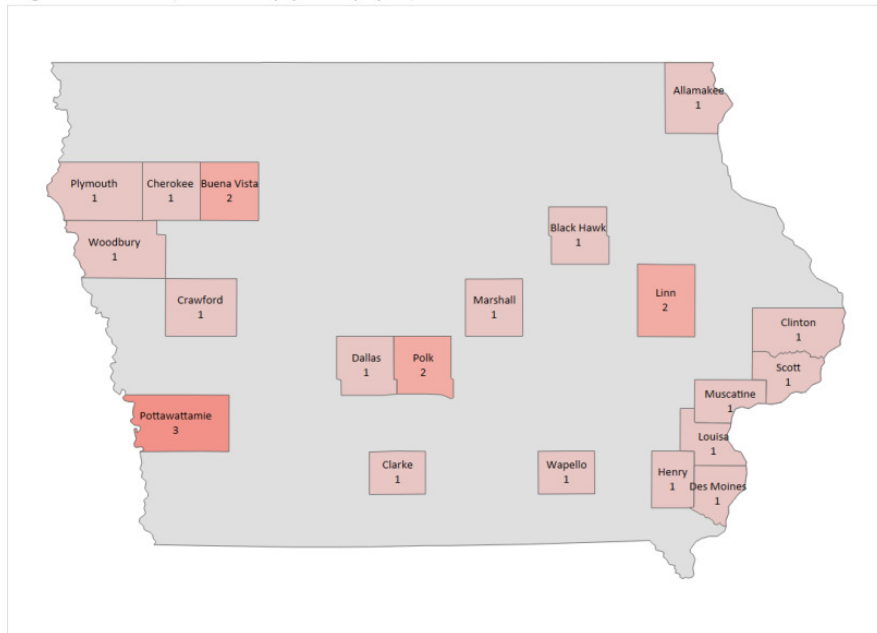 Allamakee
1
Plymouth
1
Cherokee
1
Buena Vista
2
Woodbury
1
Black Hawk
1
Crawford
1
Marshall
1
Linn
2
Clinton
1
Dallas
1
Polk
2
Scott
1
Muscatine
1
Pottawattamie
3
Louisa
1
Clarke
1
Wapello
1
Henry
1
Des Moines
1